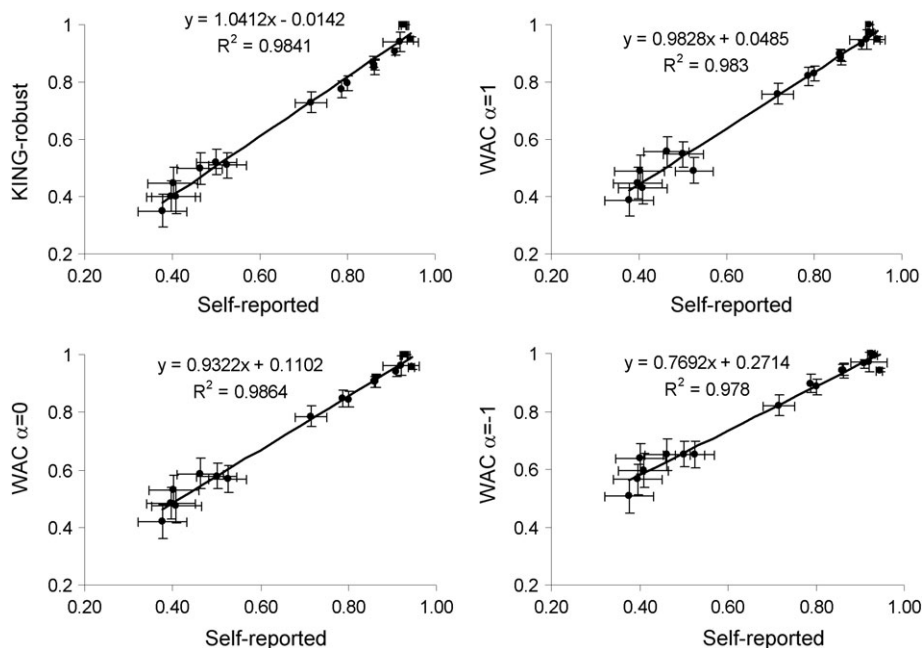 y = 1.0412x - 0.0142
R² = 0.9841
KING-robust
1
0.8
0.6
0.4
0.2
0.20 0.40 0.60 0.80 1.00
Self-reported
y = 0.9828x + 0.0485
R² = 0.983
WAC α=1
1
0.8
0.6
0.4
0.2
0.20 0.40 0.60 0.80 1.00
Self-reported
y = 0.9322x + 0.1102
R² = 0.9864
WAC α=0
1
0.8
0.6
0.4
0.2
0.20 0.40 0.60 0.80 1.00
Self-reported
y = 0.7692x + 0.2714
R² = 0.978
WAC α=-1
1
0.8
0.6
0.4
0.2
0.20 0.40 0.60 0.80 1.00
Self-reported